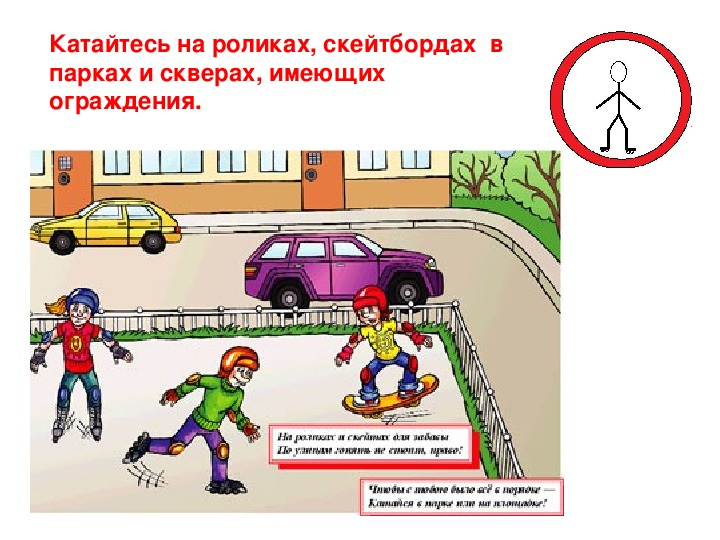 Катайтесь на роликах, скейтбордах  в
парках и скверах, имеющих
ограждения.
На роликах и скейтах для забавы
По улицам гонять не стоит, право!
Чтобы с тобою было всё в порядке —
Катайся в парке или на площадке!